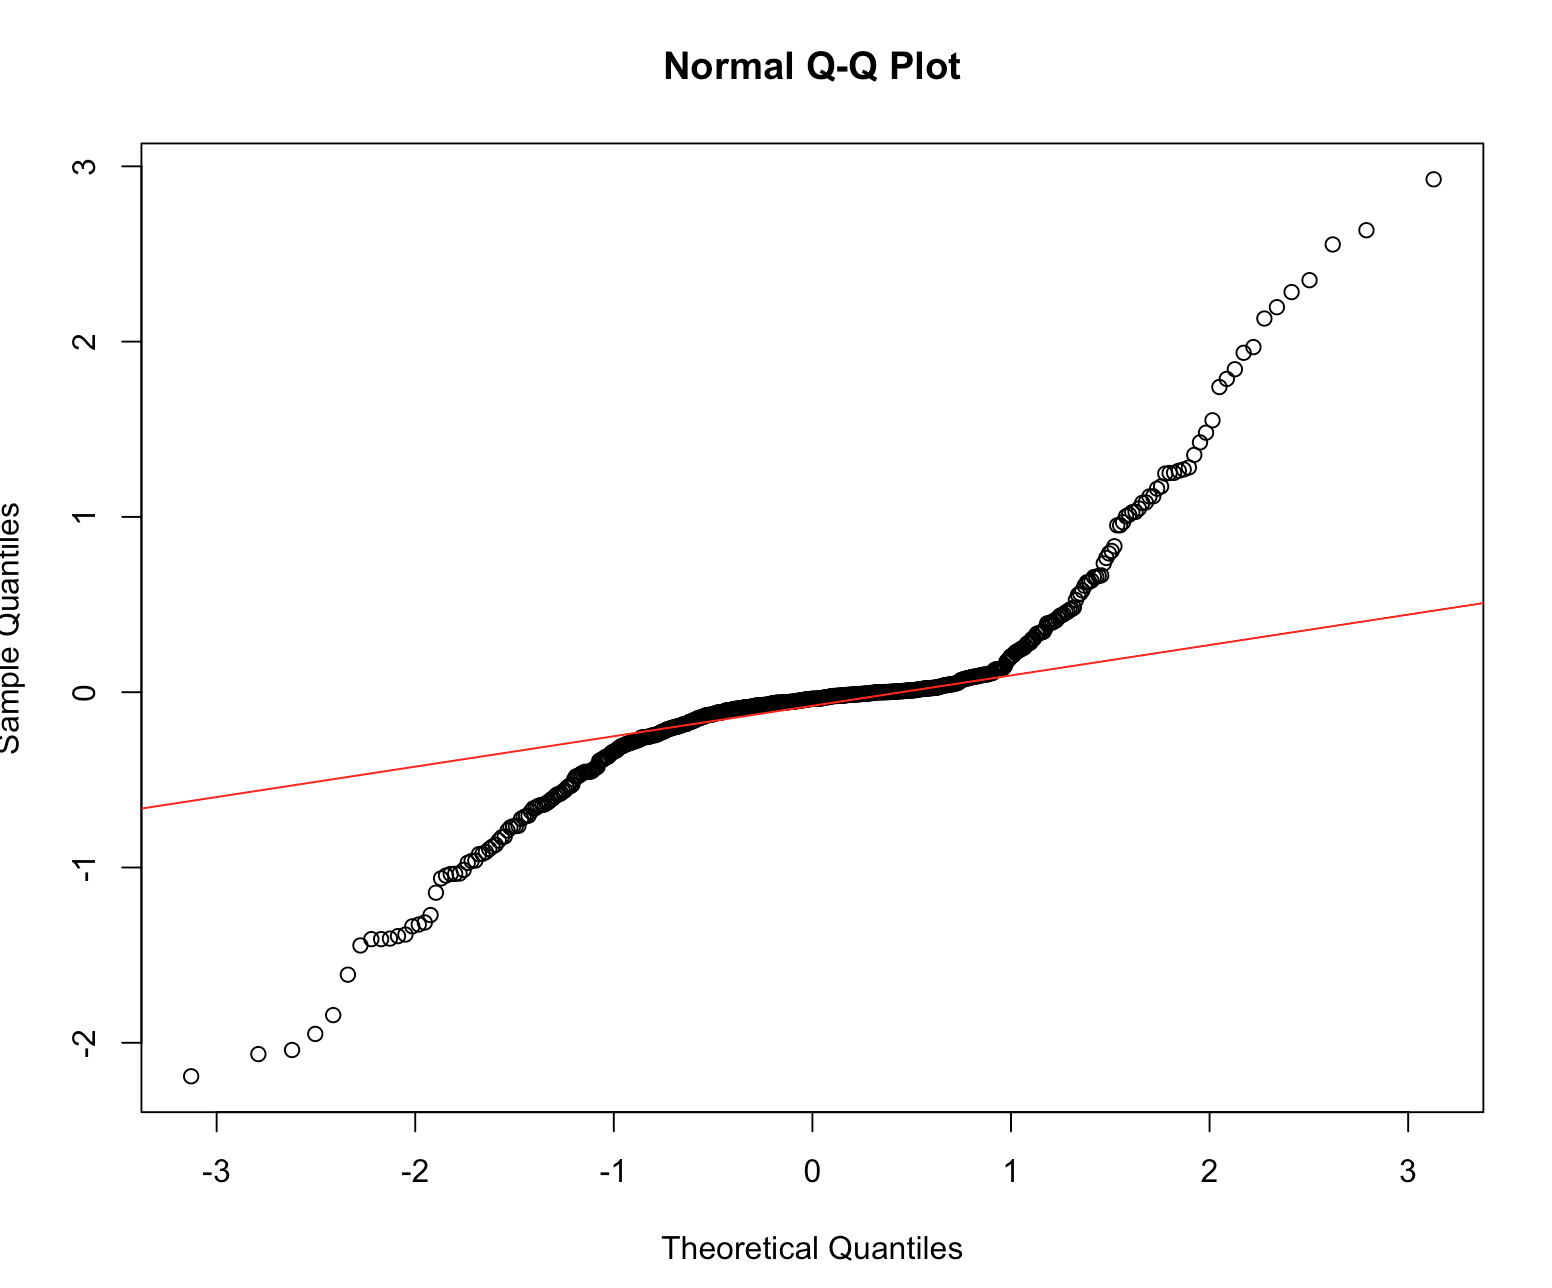 Normal Q-Q Plot
3
2
1
0
-1
-2
Sample Quantiles
-3 -2 -1 0 1 2 3
Theoretical Quantiles